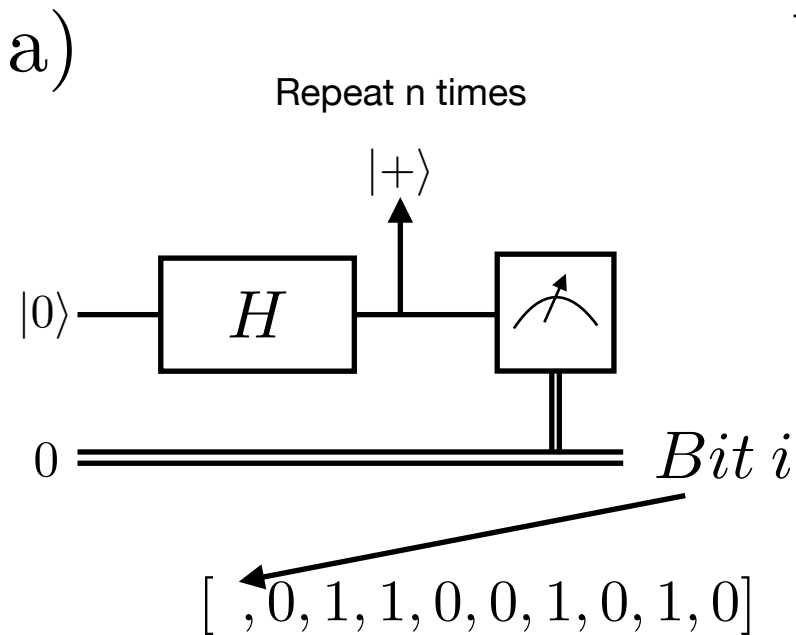 a)
Repeat n times
|+⟩
|0⟩ H
0 Bit i
[ ,0,1,1,0,0,1,0,1,0]